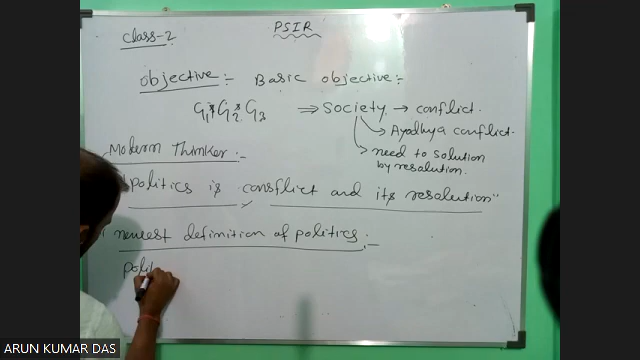 PSIR
Class-2
Objective :- Basic objective :-
G1, G2, G3 ⇒ Society → conflict.
→ Ayodhya conflict.
→ need to solution
by resolution.
Modern Thinker :-
politics is conflict and its resolution"
newest definition of politics :-
polit
ARUN KUMAR DAS